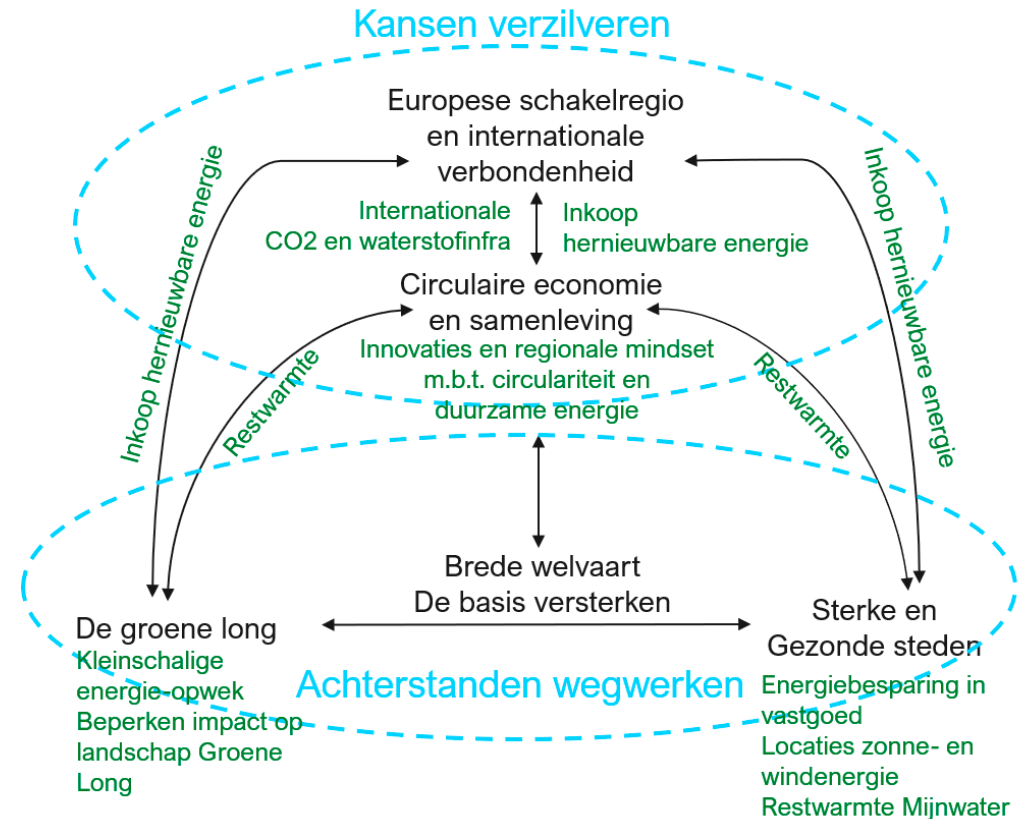 Kansen verzilveren
Europese schakelregio
en internationale
verbondenheid
Inkoop hernieuwbare energie
Internationale
CO2 en waterstofinfra
Inkoop
hernieuwbare energie
Inkoop hernieuwbare energie
Circulaire economie
en samenleving
Innovaties en regionale mindset
m.b.t. circulariteit en
duurzame energie
Restwarmte
Restwarmte
Brede welvaart
De basis versterken
De groene long
Kleinschalige
energie-opwek
Beperken impact op
landschap Groene
Long
Achterstanden wegwerken
Sterke en
Gezonde steden
Energiebesparing in
vastgoed
Locaties zonne- en
windenergie
Restwarmte Mijnwater